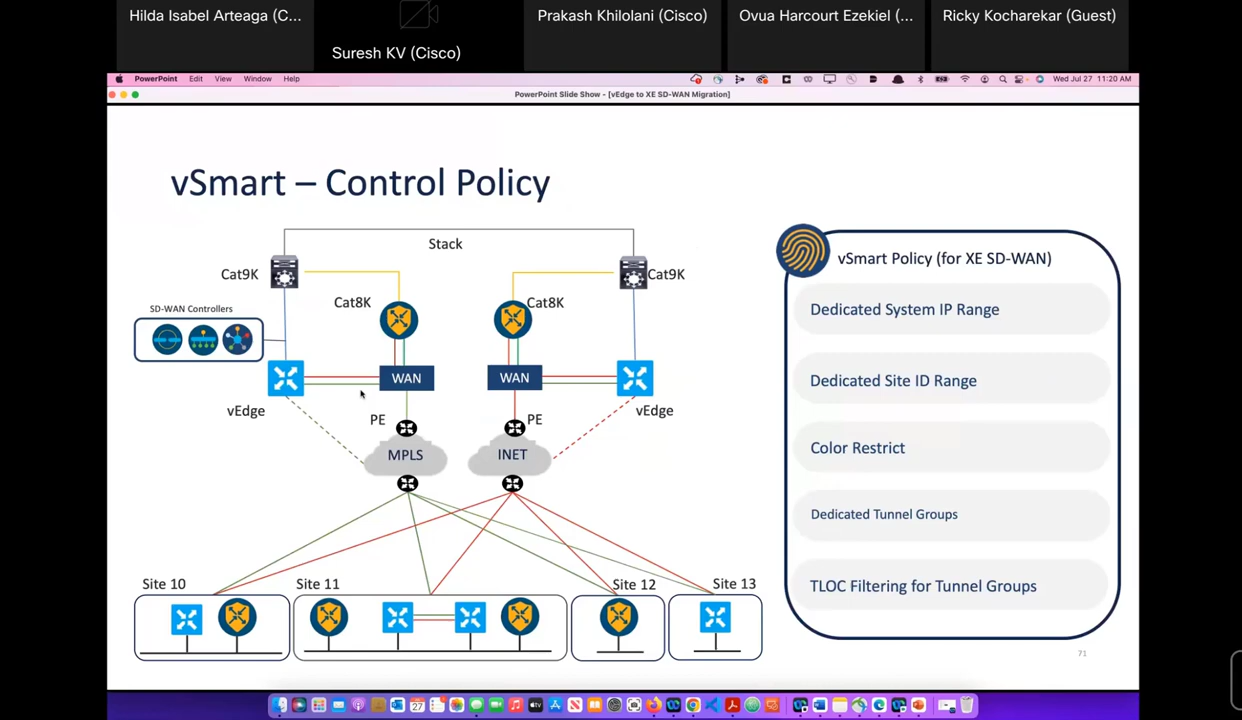 Hilda Isabel Arteaga (C...
Suresh KV (Cisco)
Prakash Khilolani (Cisco)
Ovua Harcourt Ezekiel (...
Ricky Kocharekar (Guest)
PowerPoint Edit View Window Help
Wed Jul 27 11:20 AM
PowerPoint Slide Show - [vEdge to XE SD-WAN Migration]
vSmart – Control Policy
Stack
Cat9K
Cat9K
Cat8K
Cat8K
SD-WAN Controllers
WAN
WAN
vEdge
vEdge
PE
PE
MPLS
INET
Site 10
Site 11
Site 12
Site 13
vSmart Policy (for XE SD-WAN)
Dedicated System IP Range
Dedicated Site ID Range
Color Restrict
Dedicated Tunnel Groups
TLOC Filtering for Tunnel Groups
71